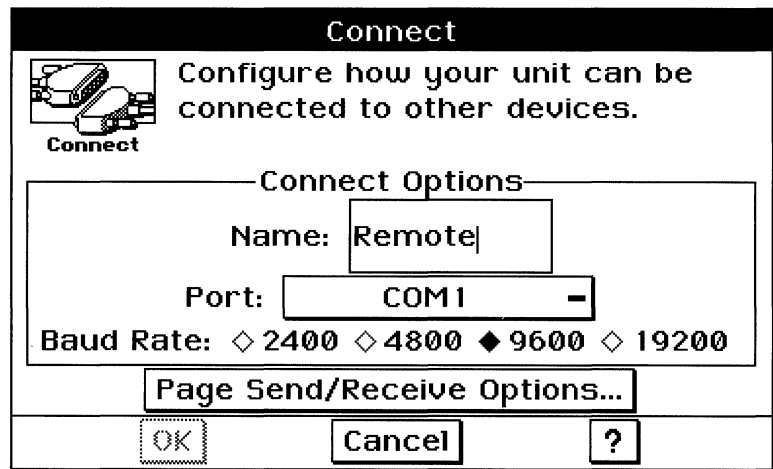 Connect
Configure how your unit can be
connected to other devices.
Connect
Connect Options
Name: Remote
Port: COM1
Baud Rate: ◇ 2400 ◇ 4800 ◆ 9600 ◇ 19200
Page Send/Receive Options...
OK Cancel ?